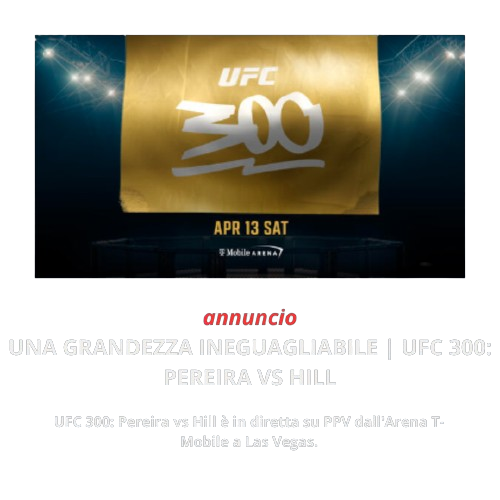 UFC
300
APR 13 SAT
T Mobile ARENA
annuncio
UNA GRANDEZZA INEGUAGLIABILE | UFC 300:
PEREIRA VS HILL
UFC 300: Pereira vs Hill è in diretta su PPV dall'Arena T-
Mobile a Las Vegas.